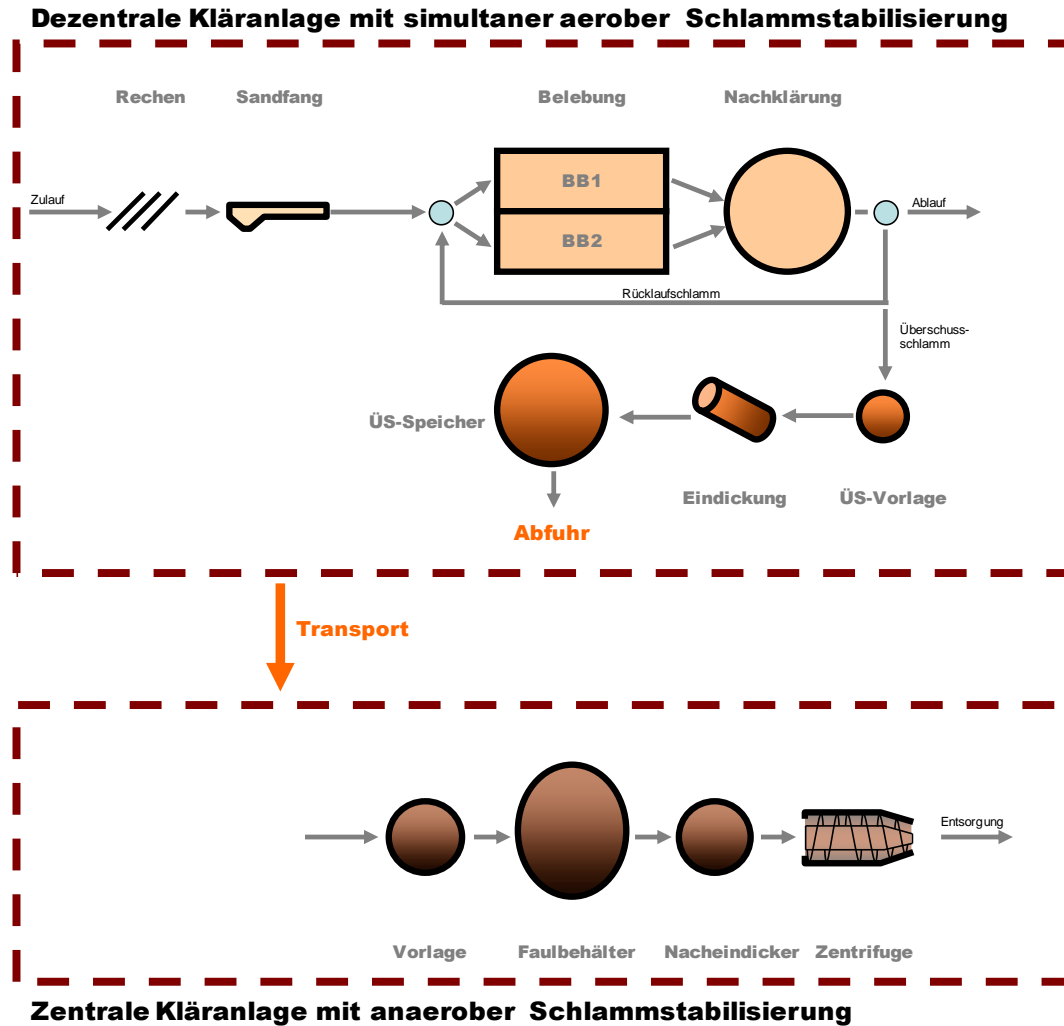 Dezentrale Kläranlage mit simultaner aerober Schlammstabilisierung
Rechen
Sandfang
Belebung
Nachklärung
Zulauf
BB1
BB2
Ablauf
Rücklaufschlamm
Überschuss-
schlamm
ÜS-Speicher
Eindickung
ÜS-Vorlage
Abfuhr
Transport
Entsorgung
Vorlage
Faulbehälter
Nacheindicker
Zentrifuge
Zentrale Kläranlage mit anaerober Schlammstabilisierung